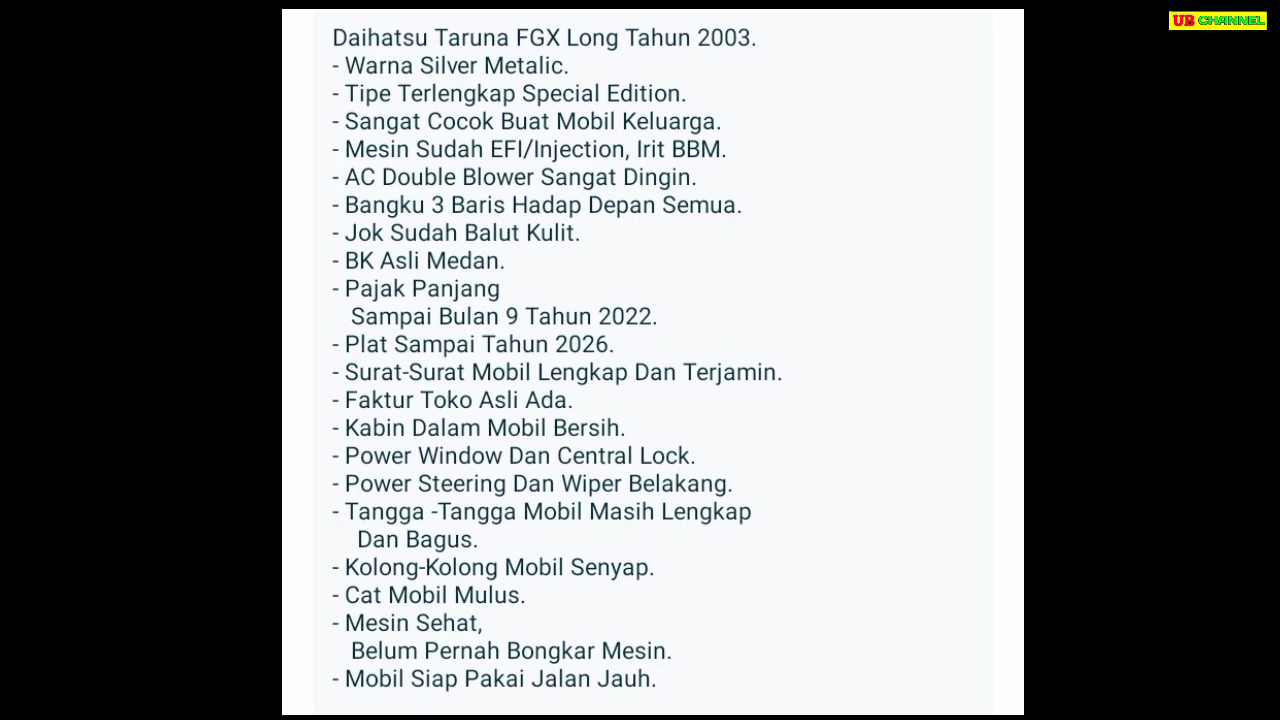 UB CHANNEL
Daihatsu Taruna FGX Long Tahun 2003.
- Warna Silver Metalic.
- Tipe Terlengkap Special Edition.
- Sangat Cocok Buat Mobil Keluarga.
- Mesin Sudah EFI/Injection, Irit BBM.
- AC Double Blower Sangat Dingin.
- Bangku 3 Baris Hadap Depan Semua.
- Jok Sudah Balut Kulit.
- BK Asli Medan.
- Pajak Panjang
Sampai Bulan 9 Tahun 2022.
- Plat Sampai Tahun 2026.
- Surat-Surat Mobil Lengkap Dan Terjamin.
- Faktur Toko Asli Ada.
- Kabin Dalam Mobil Bersih.
- Power Window Dan Central Lock.
- Power Steering Dan Wiper Belakang.
- Tangga -Tangga Mobil Masih Lengkap
Dan Bagus.
- Kolong-Kolong Mobil Senyap.
- Cat Mobil Mulus.
- Mesin Sehat,
Belum Pernah Bongkar Mesin.
- Mobil Siap Pakai Jalan Jauh.